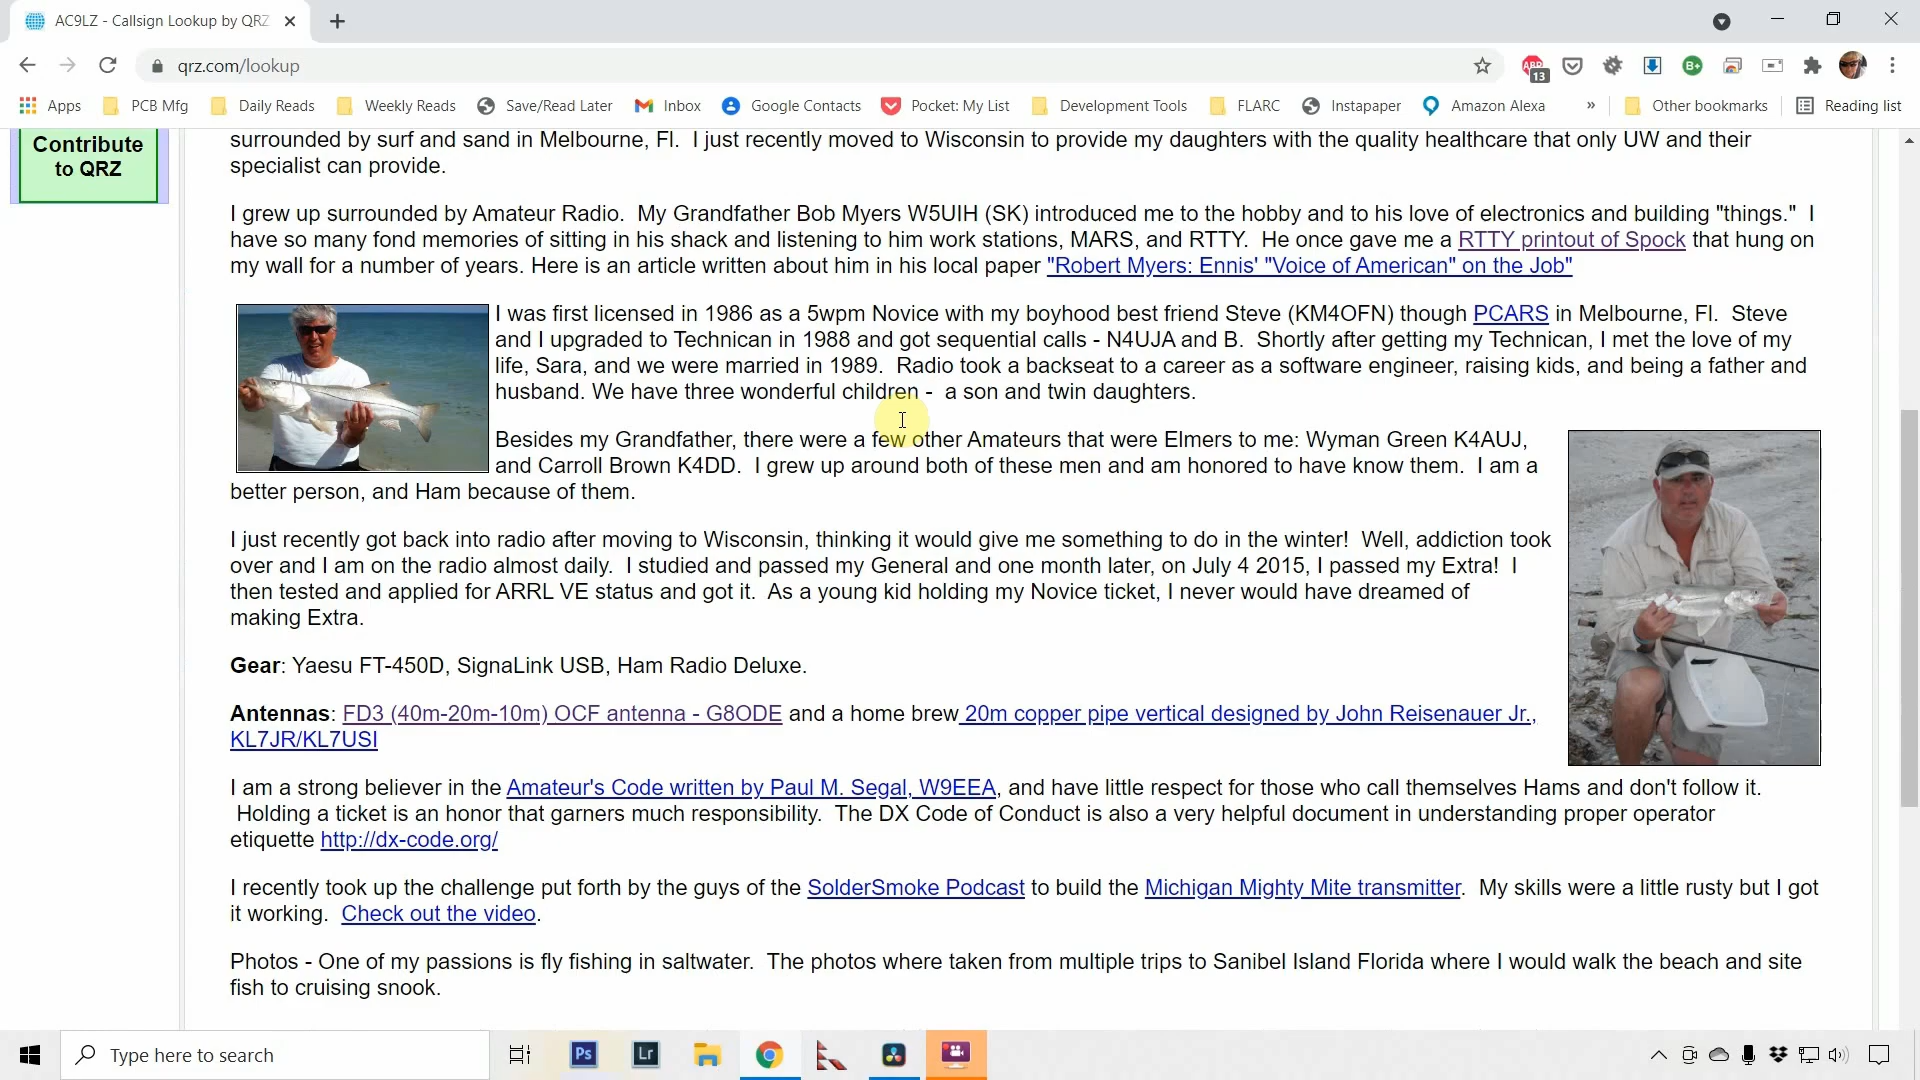 AC9LZ - Callsign Lookup by QRZ
qrz.com/lookup
13
Apps PCB Mfg Daily Reads Weekly Reads Save/Read Later Inbox Google Contacts Pocket: My List Development Tools FLARC Instapaper Amazon Alexa » Other bookmarks Reading list
Contribute
to QRZ
surrounded by surf and sand in Melbourne, Fl. I just recently moved to Wisconsin to provide my daughters with the quality healthcare that only UW and their
specialist can provide.
I grew up surrounded by Amateur Radio. My Grandfather Bob Myers W5UIH (SK) introduced me to the hobby and to his love of electronics and building "things." I
have so many fond memories of sitting in his shack and listening to him work stations, MARS, and RTTY. He once gave me a RTTY printout of Spock that hung on
my wall for a number of years. Here is an article written about him in his local paper "Robert Myers: Ennis' "Voice of American" on the Job"
I was first licensed in 1986 as a 5wpm Novice with my boyhood best friend Steve (KM4OFN) though PCARS in Melbourne, Fl. Steve
and I upgraded to Technican in 1988 and got sequential calls - N4UJA and B. Shortly after getting my Technican, I met the love of my
life, Sara, and we were married in 1989. Radio took a backseat to a career as a software engineer, raising kids, and being a father and
husband. We have three wonderful children - a son and twin daughters.
Besides my Grandfather, there were a few other Amateurs that were Elmers to me: Wyman Green K4AUJ,
and Carroll Brown K4DD. I grew up around both of these men and am honored to have know them. I am a
better person, and Ham because of them.
I just recently got back into radio after moving to Wisconsin, thinking it would give me something to do in the winter! Well, addiction took
over and I am on the radio almost daily. I studied and passed my General and one month later, on July 4 2015, I passed my Extra! I
then tested and applied for ARRL VE status and got it. As a young kid holding my Novice ticket, I never would have dreamed of
making Extra.
Gear: Yaesu FT-450D, SignaLink USB, Ham Radio Deluxe.
Antennas: FD3 (40m-20m-10m) OCF antenna - G8ODE and a home brew 20m copper pipe vertical designed by John Reisenauer Jr.,
KL7JR/KL7USI
I am a strong believer in the Amateur's Code written by Paul M. Segal, W9EEA, and have little respect for those who call themselves Hams and don't follow it.
Holding a ticket is an honor that garners much responsibility. The DX Code of Conduct is also a very helpful document in understanding proper operator
etiquette http://dx-code.org/
I recently took up the challenge put forth by the guys of the SolderSmoke Podcast to build the Michigan Mighty Mite transmitter. My skills were a little rusty but I got
it working. Check out the video.
Photos - One of my passions is fly fishing in saltwater. The photos where taken from multiple trips to Sanibel Island Florida where I would walk the beach and site
fish to cruising snook.
Type here to search
Ps
Lr